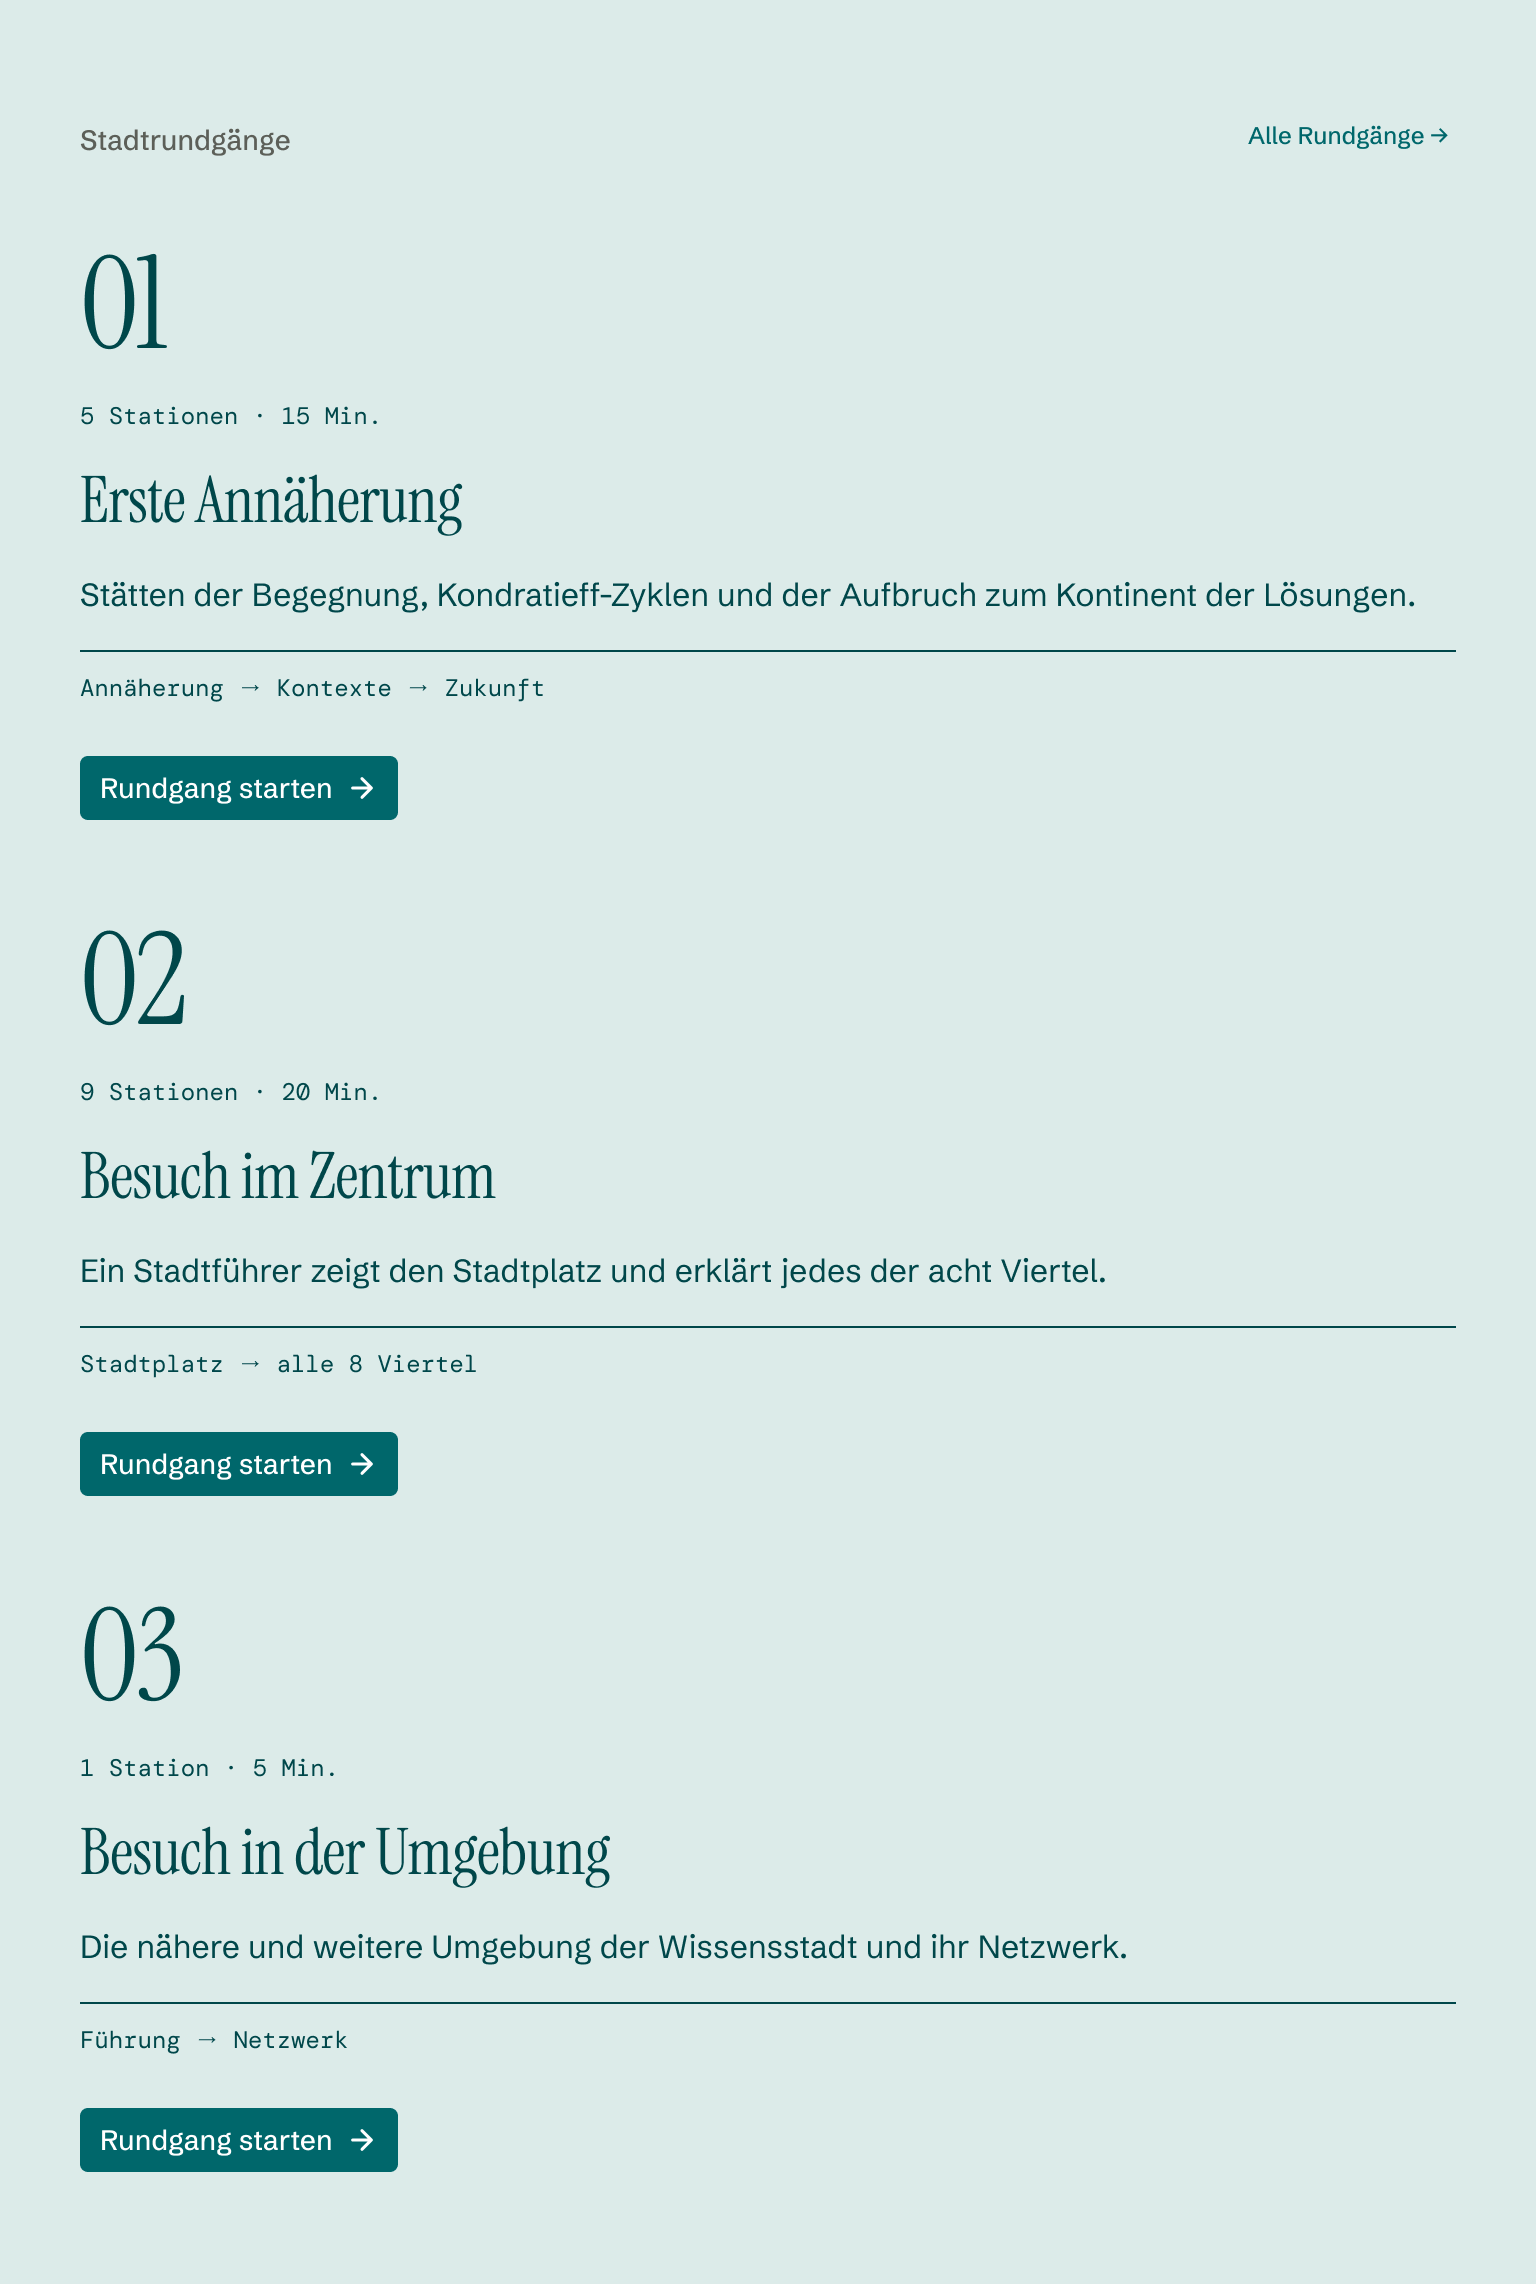 Stadtrundgänge
Alle Rundgänge →
01
5 Stationen · 15 Min.
Erste Annäherung
Stätten der Begegnung, Kondratieff-Zyklen und der Aufbruch zum Kontinent der Lösungen.
Annäherung → Kontexte → Zukunft
Rundgang starten →
02
9 Stationen · 20 Min.
Besuch im Zentrum
Ein Stadtführer zeigt den Stadtplatz und erklärt jedes der acht Viertel.
Stadtplatz → alle 8 Viertel
Rundgang starten →
03
1 Station · 5 Min.
Besuch in der Umgebung
Die nähere und weitere Umgebung der Wissensstadt und ihr Netzwerk.
Führung → Netzwerk
Rundgang starten →